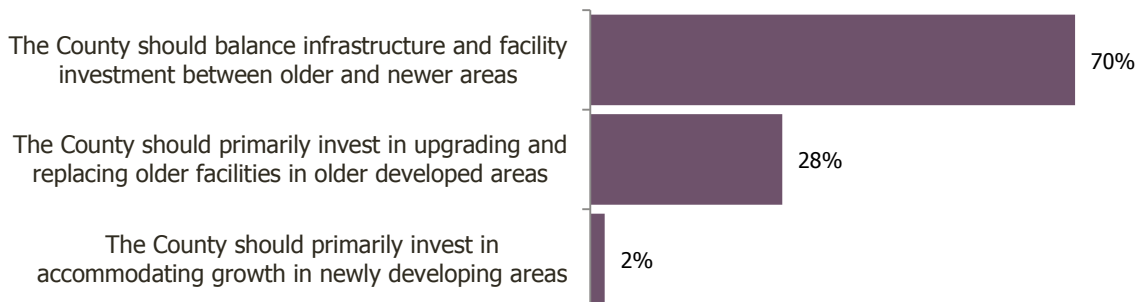 The County should balance infrastructure and facility
investment between older and newer areas
70%
The County should primarily invest in upgrading and
replacing older facilities in older developed areas
28%
The County should primarily invest in
accommodating growth in newly developing areas
2%